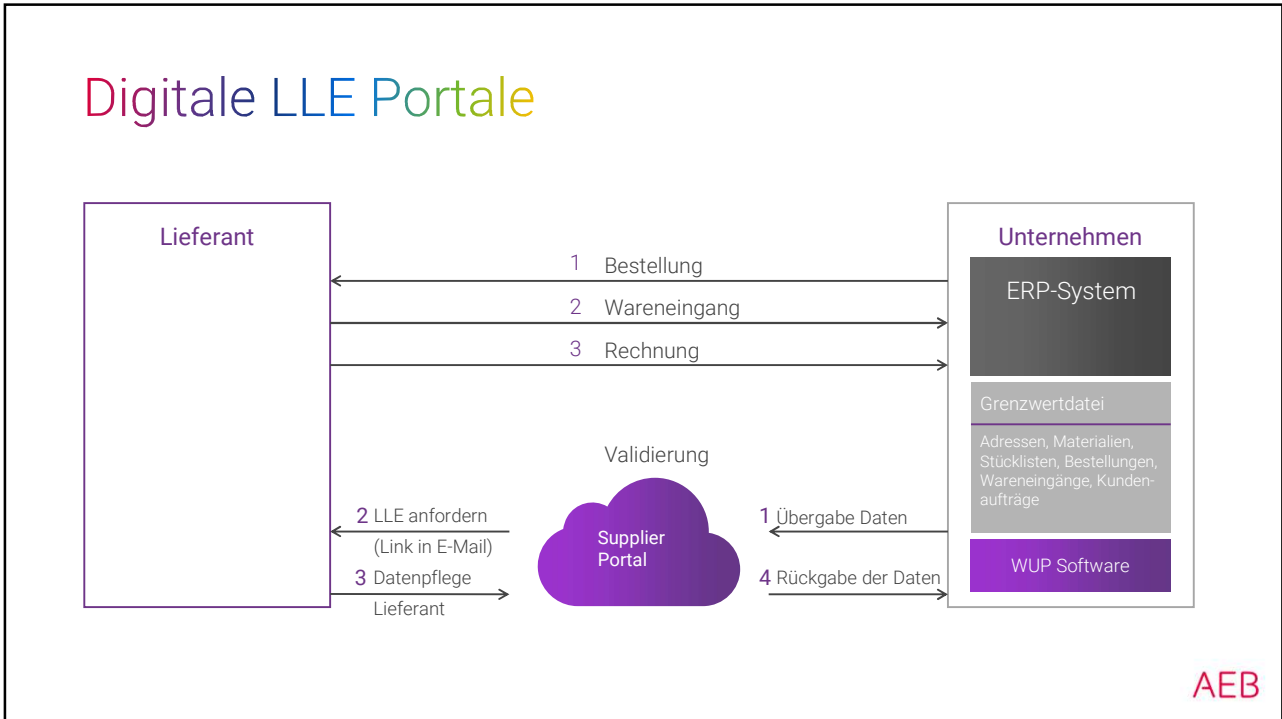 Digitale LLE Portale
Lieferant
Unternehmen
1 Bestellung
ERP-System
2 Wareneingang
3 Rechnung
Grenzwertdatei
Adressen, Materialien,
Stücklisten, Bestellungen,
Wareneingänge, Kunden-
aufträge
Validierung
2 LLE anfordern
(Link in E-Mail)
Supplier
Portal
1 Übergabe Daten
WUP Software
3 Datenpflege
Lieferant
4 Rückgabe der Daten
AEB